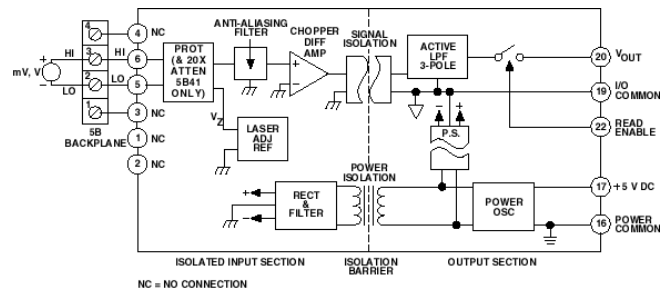 4
4
NC
mV, V
+
HI
3
HI
6
−
LO
2
LO
5
1
3
NC
5B
BACKPLANE
1
NC
2
NC
PROT
(& 20X
ATTEN
5B41
ONLY)
ANTI-ALIASING
FILTER
CHOPPER
DIFF
AMP
+
−
VZ
LASER
ADJ
REF
SIGNAL
ISOLATION
ACTIVE
LPF
3-POLE
20
VOUT
19
I/O
COMMON
22
READ
ENABLE
−
+
P.S.
POWER
ISOLATION
+
−
RECT
& FILTER
POWER
OSC
17
+5 V DC
16
POWER
COMMON
ISOLATED INPUT SECTION
ISOLATION
BARRIER
OUTPUT SECTION
NC = NO CONNECTION